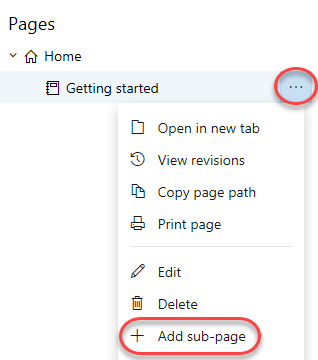 Pages
Home
Getting started
Open in new tab
View revisions
Copy page path
Print page
Edit
Delete
Add sub-page